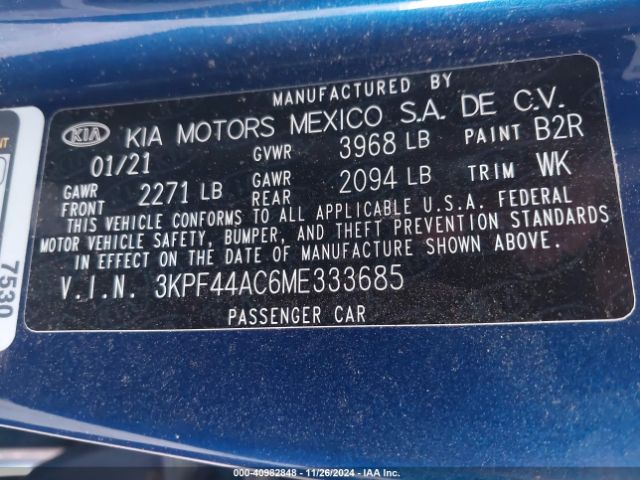 MANUFACTURED BY
KIA KIA MOTORS MEXICO S.A. DE C.V.
01/21 GVWR 3968 LB PAINT B2R
GAWR FRONT 2271 LB GAWR REAR 2094 LB TRIM WK
THIS VEHICLE CONFORMS TO ALL APPLICABLE U.S.A. FEDERAL
MOTOR VEHICLE SAFETY, BUMPER, AND THEFT PREVENTION STANDARDS
IN EFFECT ON THE DATE OF MANUFACTURE SHOWN ABOVE.
V.I.N. 3KPF44AC6ME333685
PASSENGER CAR
7530
000-40982848 - 11/26/2024 - IAA Inc.